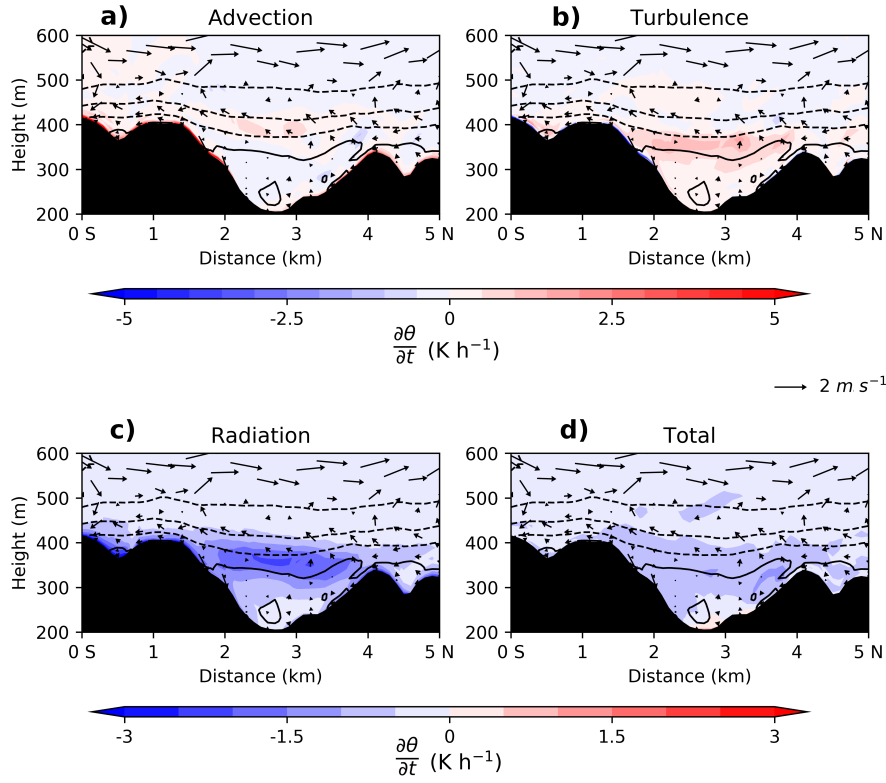 a) Advection
b) Turbulence
600
500
400
300
200
Height (m)
0 S 1 2 3 4 5 N
Distance (km)
0 S 1 2 3 4 5 N
Distance (km)
-5 -2.5 0 2.5 5
∂θ/∂t (K h⁻¹)
2 m s⁻¹
c) Radiation
d) Total
600
500
400
300
200
Height (m)
600
500
400
300
200
600
500
400
300
200
0 S 1 2 3 4 5 N
Distance (km)
0 S 1 2 3 4 5 N
Distance (km)
-3 -1.5 0 1.5 3
∂θ/∂t (K h⁻¹)